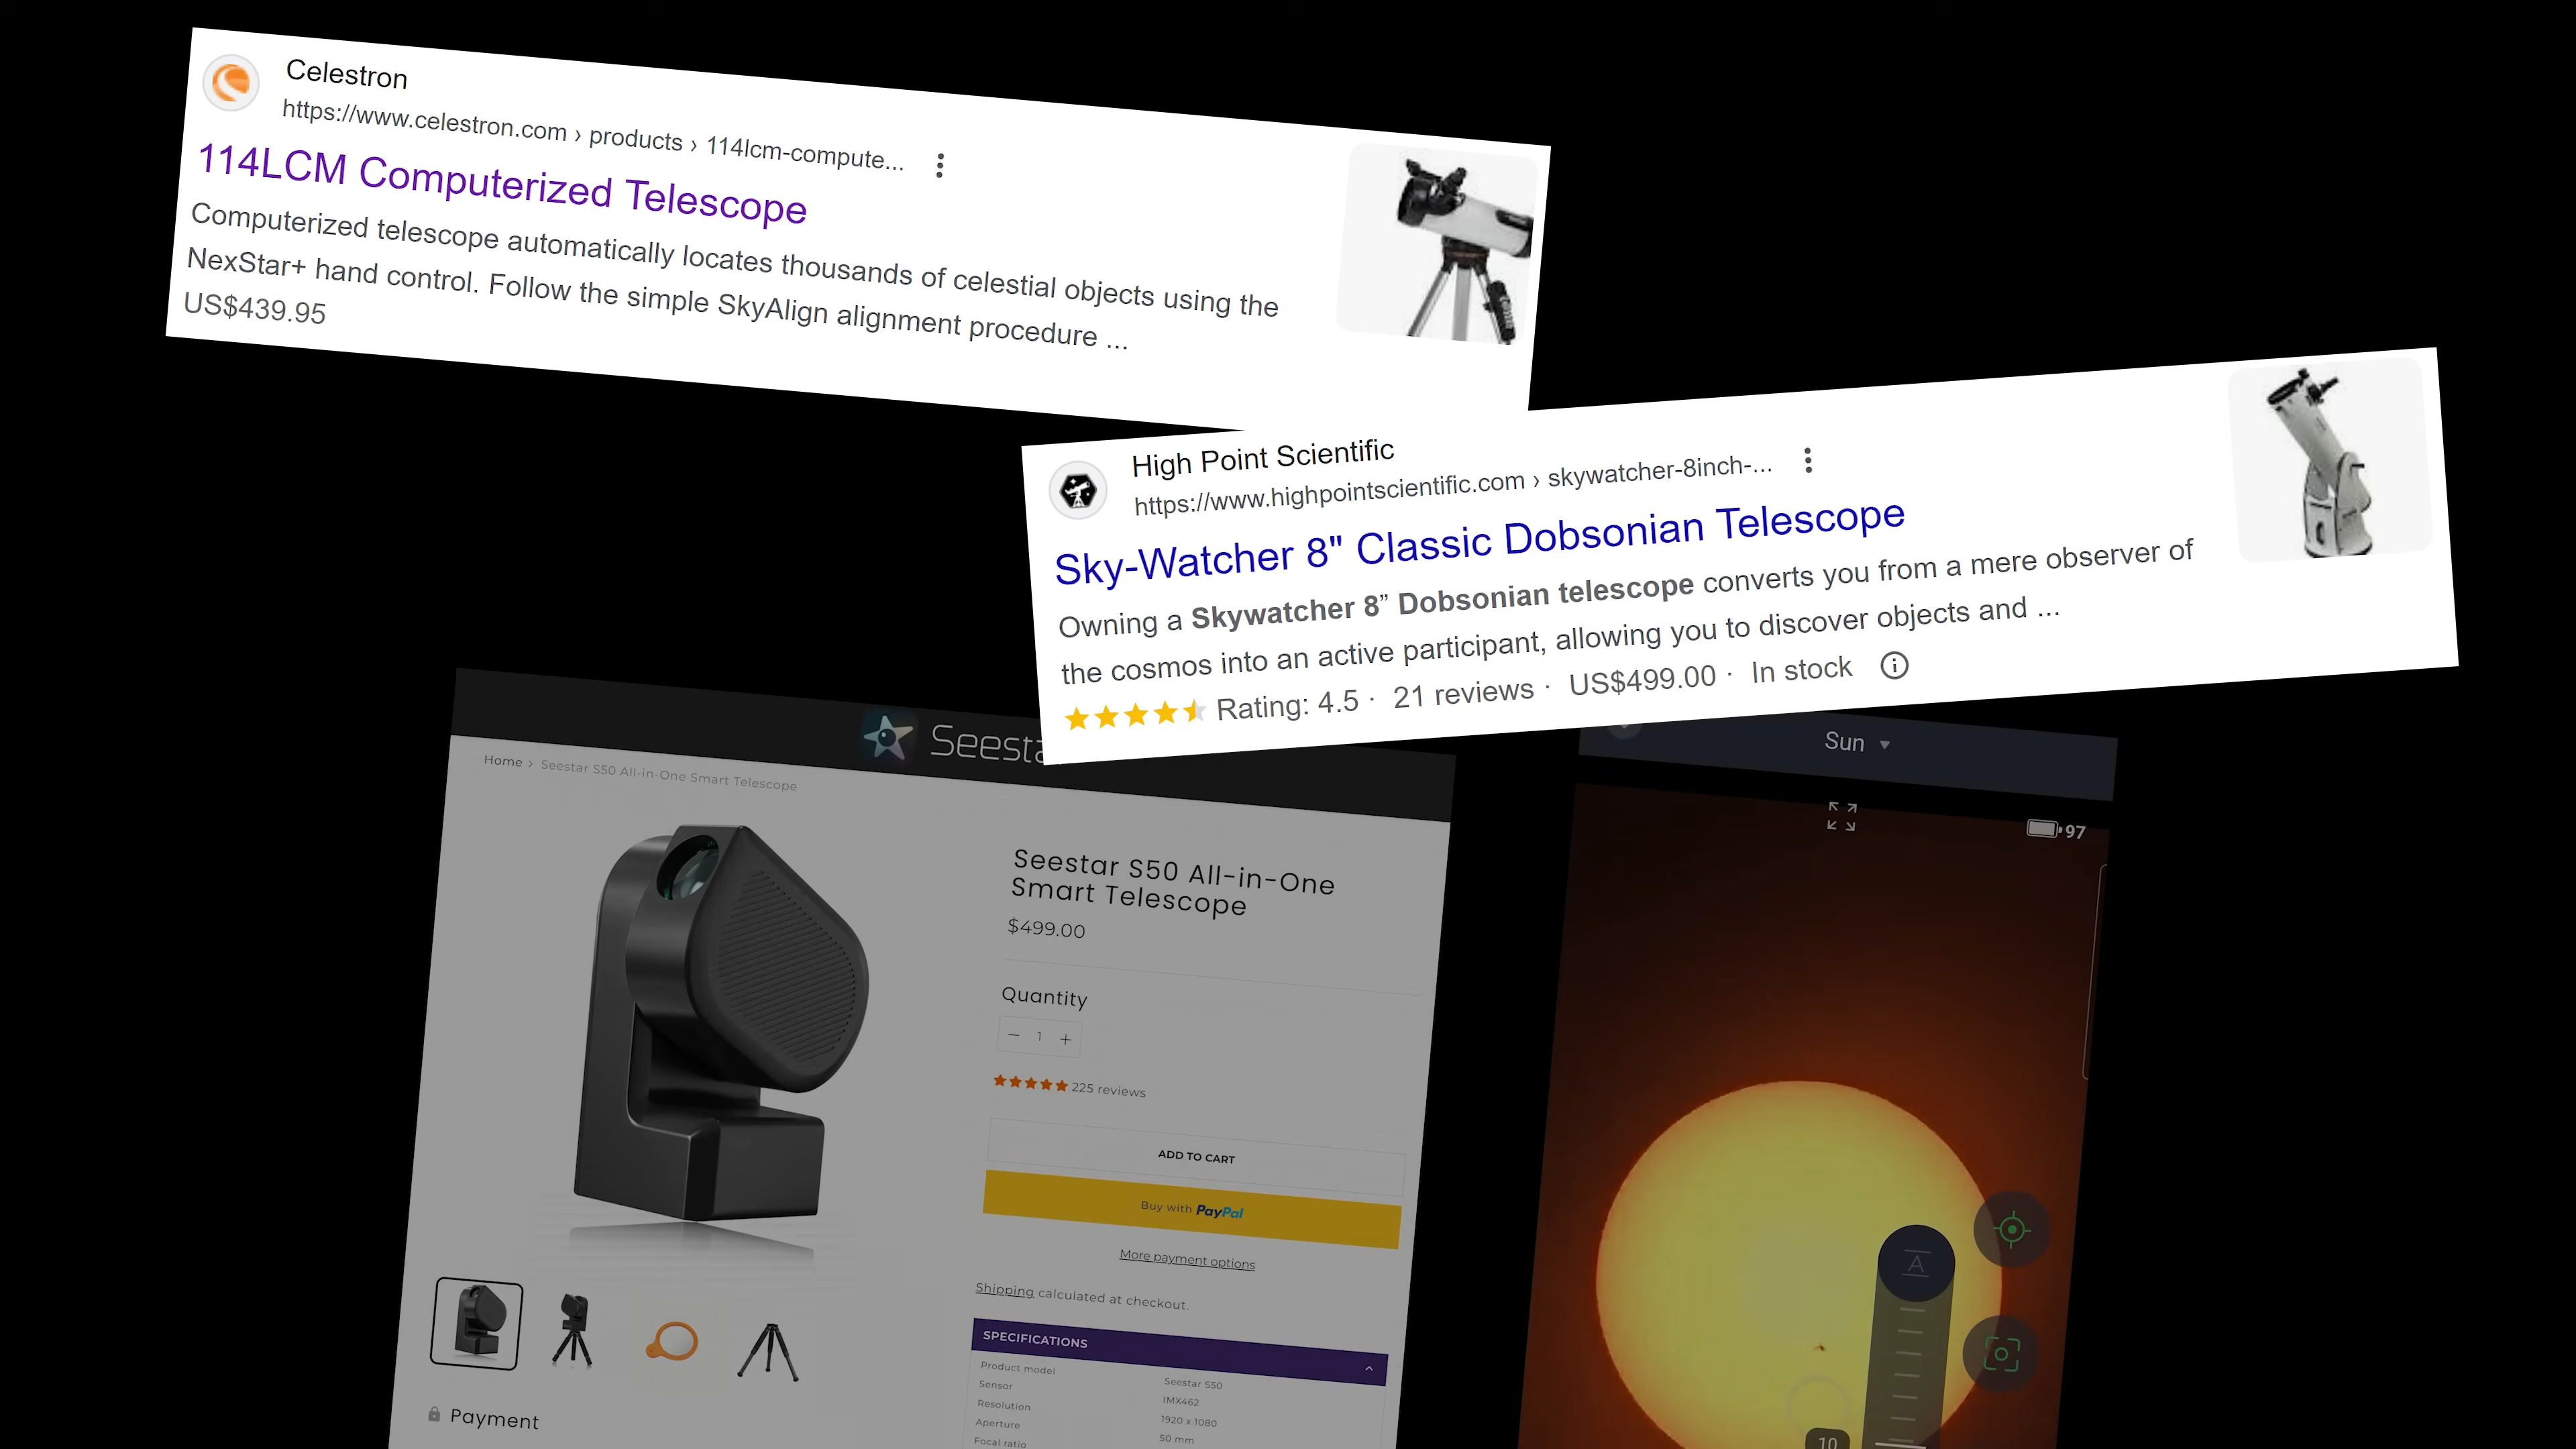 Celestron
https://www.celestron.com › products › 114lcm-compute...
114LCM Computerized Telescope
Computerized telescope automatically locates thousands of celestial objects using the
NexStar+ hand control. Follow the simple SkyAlign alignment procedure ...
US$439.95
High Point Scientific
https://www.highpointscientific.com › skywatcher-8inch-...
Sky-Watcher 8" Classic Dobsonian Telescope
Owning a Skywatcher 8” Dobsonian telescope converts you from a mere observer of
the cosmos into an active participant, allowing you to discover objects and ...
Rating: 4.5 · 21 reviews · US$499.00 · In stock
Seesta
Home › Seestar S50 All-in-One Smart Telescope
Seestar S50 All-in-One
Smart Telescope
$499.00
Quantity
− 1 +
225 reviews
ADD TO CART
Buy with PayPal
More payment options
Shipping calculated at checkout.
SPECIFICATIONS
Product model Seestar S50
Sensor IMX462
Resolution 1920 x 1080
Aperture 50 mm
Focal ratio
Payment
Sun
97
A
10